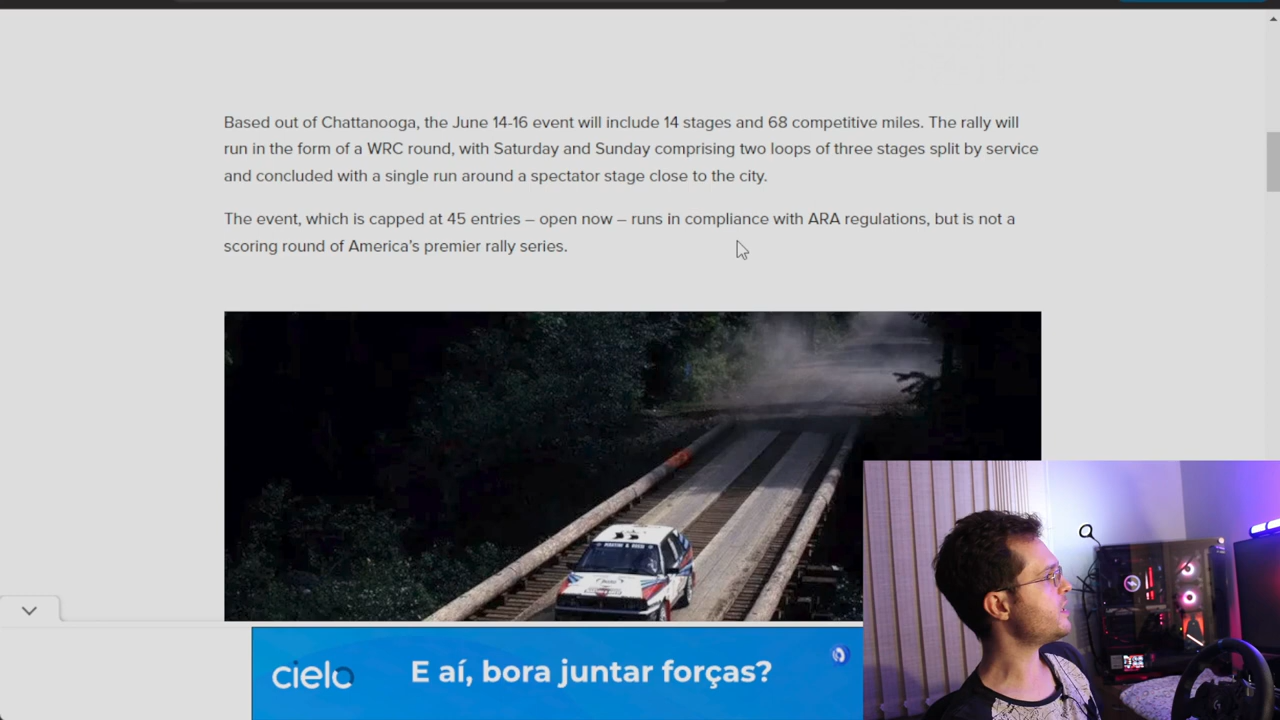 Based out of Chattanooga, the June 14-16 event will include 14 stages and 68 competitive miles. The rally will
run in the form of a WRC round, with Saturday and Sunday comprising two loops of three stages split by service
and concluded with a single run around a spectator stage close to the city.
The event, which is capped at 45 entries – open now – runs in compliance with ARA regulations, but is not a
scoring round of America’s premier rally series.
cielo
E aí, bora juntar forças?